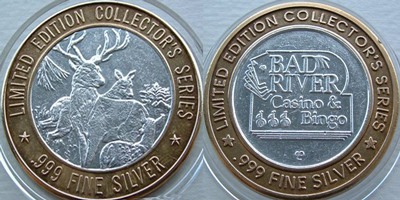 LIMITED EDITION COLLECTOR'S SERIES
.999 FINE SILVER
LIMITED EDITION COLLECTOR'S SERIES
BAD
RIVER
Casino &
Bingo
.999 FINE SILVER